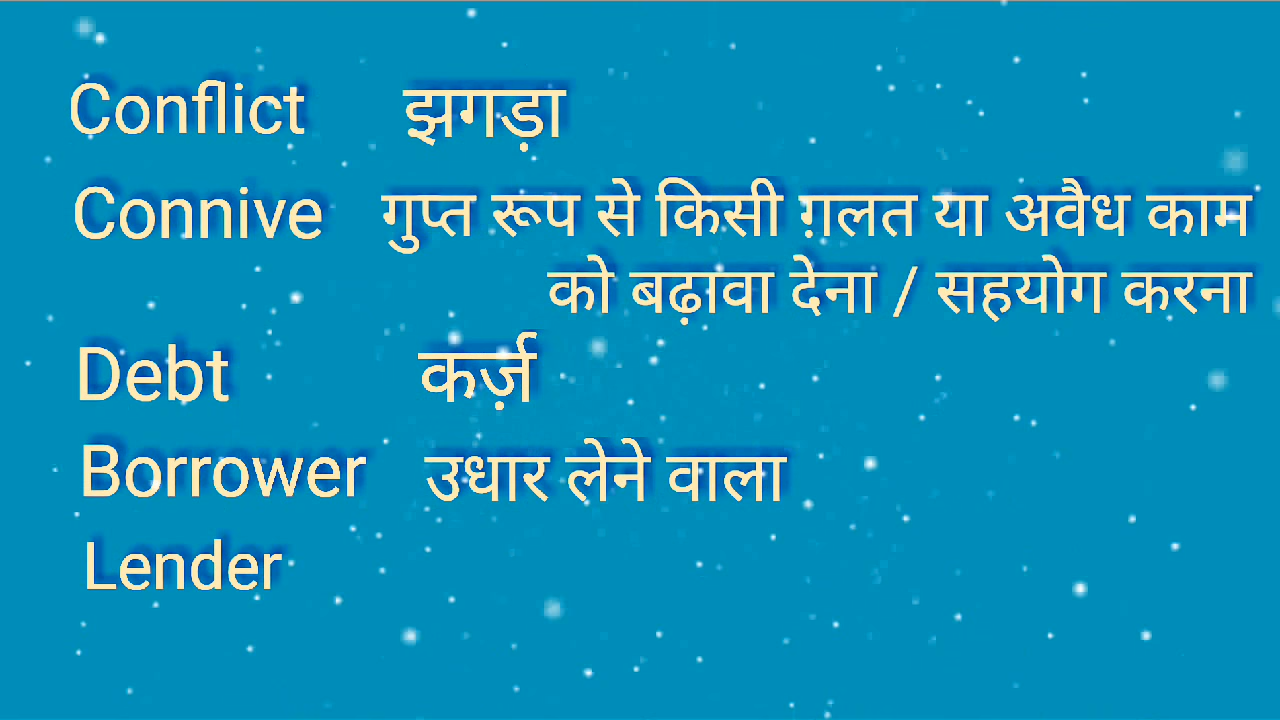 Conflict झगड़ा
Connive गुप्त रूप से किसी ग़लत या अवैध काम
को बढ़ावा देना / सहयोग करना
Debt कर्ज़
Borrower उधार लेने वाला
Lender